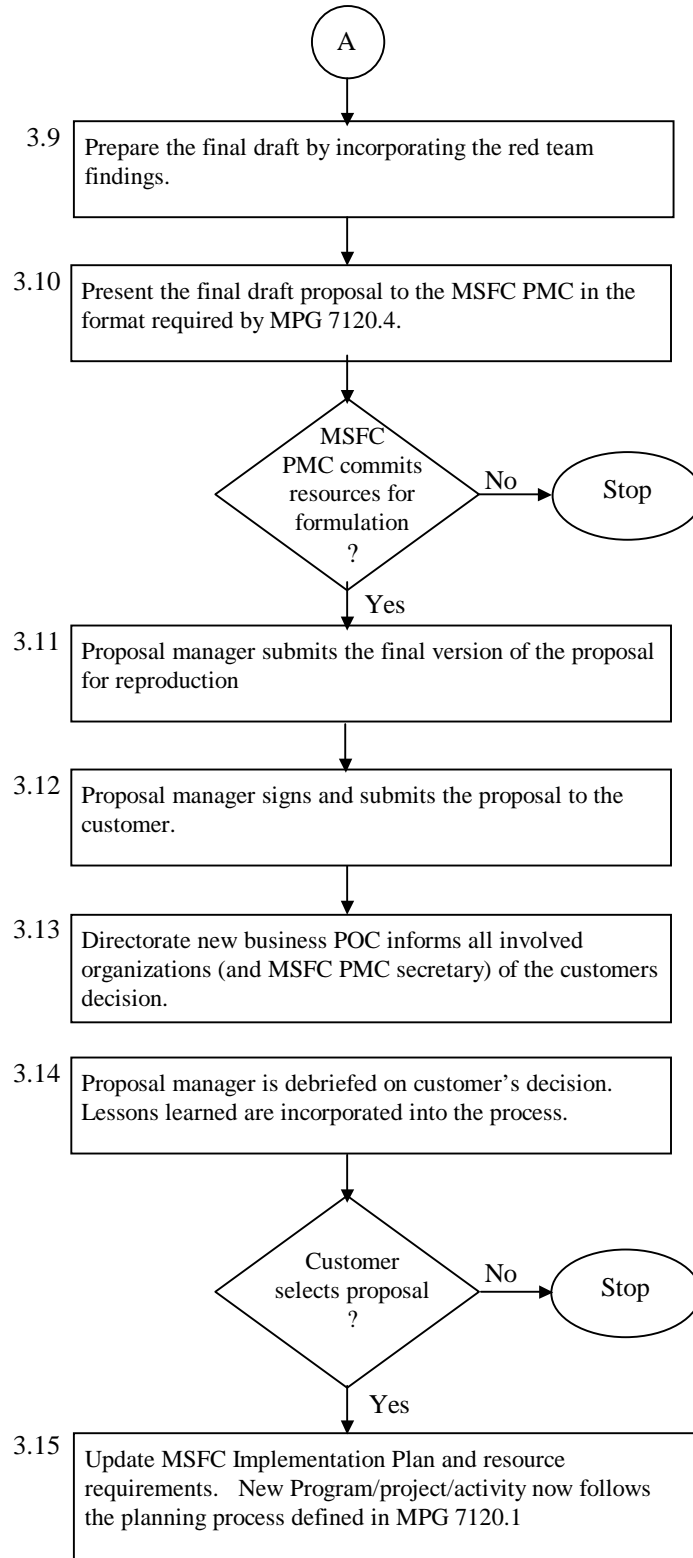 A
3.9
Prepare the final draft by incorporating the red team
findings.
3.10
Present the final draft proposal to the MSFC PMC in the
format required by MPG 7120.4.
MSFC
PMC commits
resources for
formulation
?
No
Stop
Yes
3.11
Proposal manager submits the final version of the proposal
for reproduction
3.12
Proposal manager signs and submits the proposal to the
customer.
3.13
Directorate new business POC informs all involved
organizations (and MSFC PMC secretary) of the customers
decision.
3.14
Proposal manager is debriefed on customer’s decision.
Lessons learned are incorporated into the process.
Customer
selects proposal
?
No
Stop
Yes
3.15
Update MSFC Implementation Plan and resource
requirements.   New Program/project/activity now follows
the planning process defined in MPG 7120.1